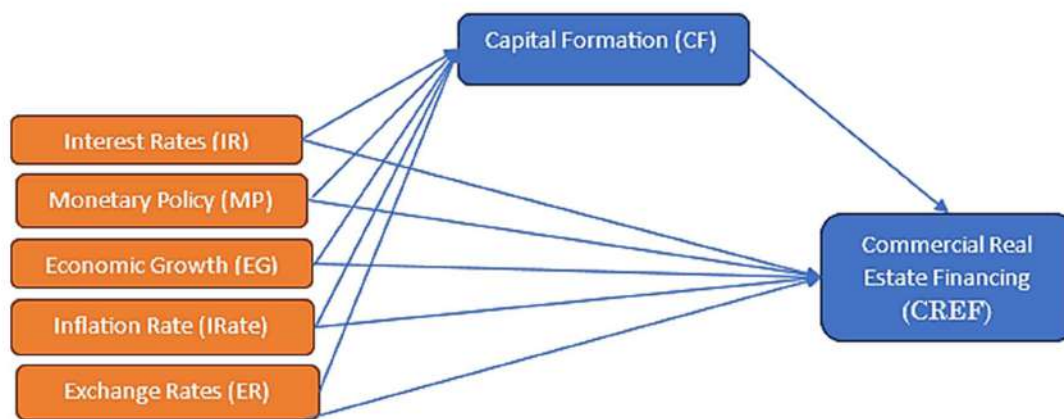 Capital Formation (CF)
Interest Rates (IR)
Monetary Policy (MP)
Economic Growth (EG)
Inflation Rate (IRate)
Exchange Rates (ER)
Commercial Real
Estate Financing
(CREF)